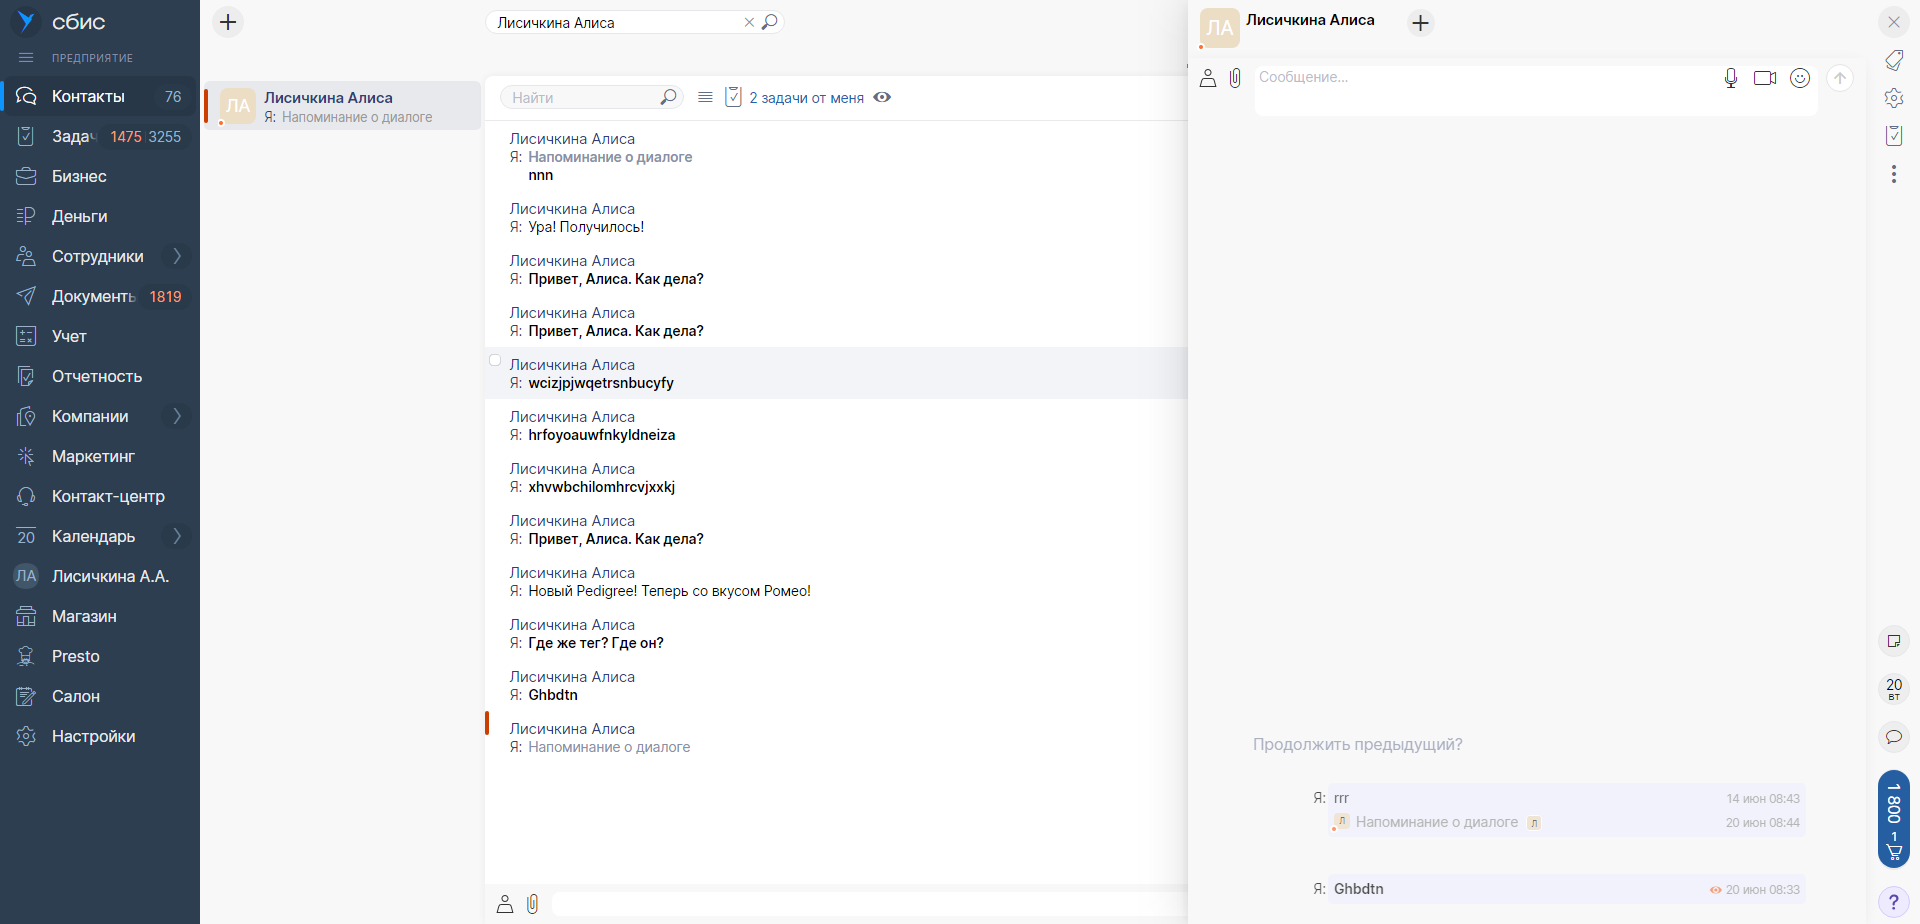 сбис
ПРЕДПРИЯТИЕ
Контакты 76
Задач 1475 3255
Бизнес
Деньги
Сотрудники
Документы 1819
Учет
Отчетность
Компании
Маркетинг
Контакт-центр
20 Календарь
ЛА Лисичкина А.А.
Магазин
Presto
Салон
Настройки
Лисичкина Алиса
ЛА Лисичкина Алиса
Я: Напоминание о диалоге
Найти
2 задачи от меня
Лисичкина Алиса
Я: Напоминание о диалоге
nnn
Лисичкина Алиса
Я: Ура! Получилось!
Лисичкина Алиса
Я: Привет, Алиса. Как дела?
Лисичкина Алиса
Я: Привет, Алиса. Как дела?
Лисичкина Алиса
Я: wcizjpjwqetrsnbucyfy
Лисичкина Алиса
Я: hrfoyoauwfnkyldneiza
Лисичкина Алиса
Я: xhvwbchilomhrcvjxxkj
Лисичкина Алиса
Я: Привет, Алиса. Как дела?
Лисичкина Алиса
Я: Новый Pedigree! Теперь со вкусом Ромео!
Лисичкина Алиса
Я: Где же тег? Где он?
Лисичкина Алиса
Я: Ghbdtn
Лисичкина Алиса
Я: Напоминание о диалоге
ЛА Лисичкина Алиса
Сообщение...
Продолжить предыдущий?
Я: rrr 14 июн 08:43
Л Напоминание о диалоге Л 20 июн 08:44
Я: Ghbdtn 20 июн 08:33
20
ВТ
1 800
1
?